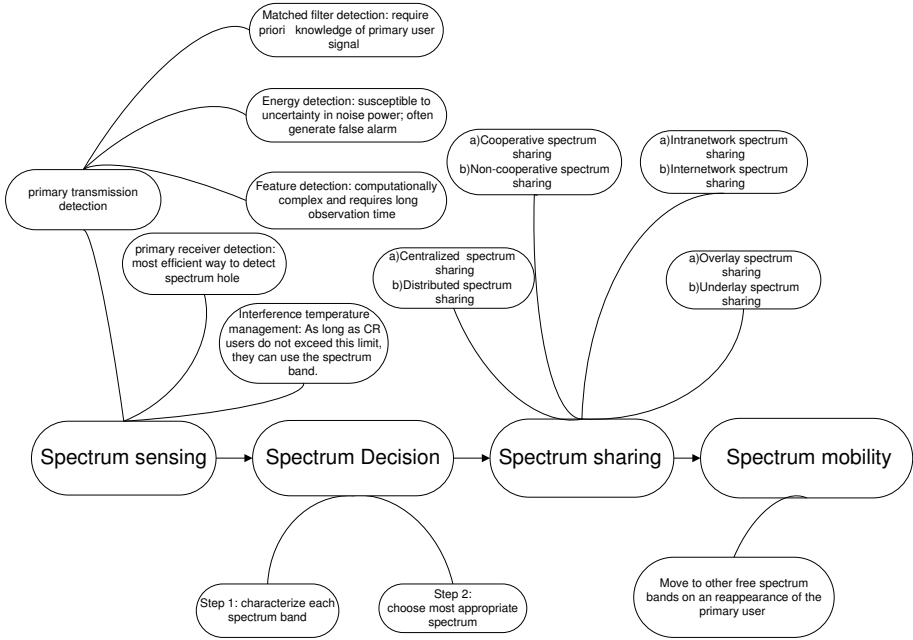 Matched filter detection: require
priori knowledge of primary user
signal
Energy detection: susceptible to
uncertainty in noise power; often
generate false alarm
Feature detection: computationally
complex and requires long
observation time
primary transmission
detection
primary receiver detection:
most efficient way to detect
spectrum hole
Interference temperature
management: As long as CR
users do not exceed this limit,
they can use the spectrum
band.
a)Cooperative spectrum
sharing
b)Non-cooperative spectrum
sharing
a)Intranetwork spectrum
sharing
b)Internetwork spectrum
sharing
a)Centralized spectrum
sharing
b)Distributed spectrum
sharing
a)Overlay spectrum
sharing
b)Underlay spectrum
sharing
Spectrum sensing
Spectrum Decision
Spectrum sharing
Spectrum mobility
Step 1: characterize each
spectrum band
Step 2:
choose most appropriate
spectrum
Move to other free spectrum
bands on an reappearance of the
primary user